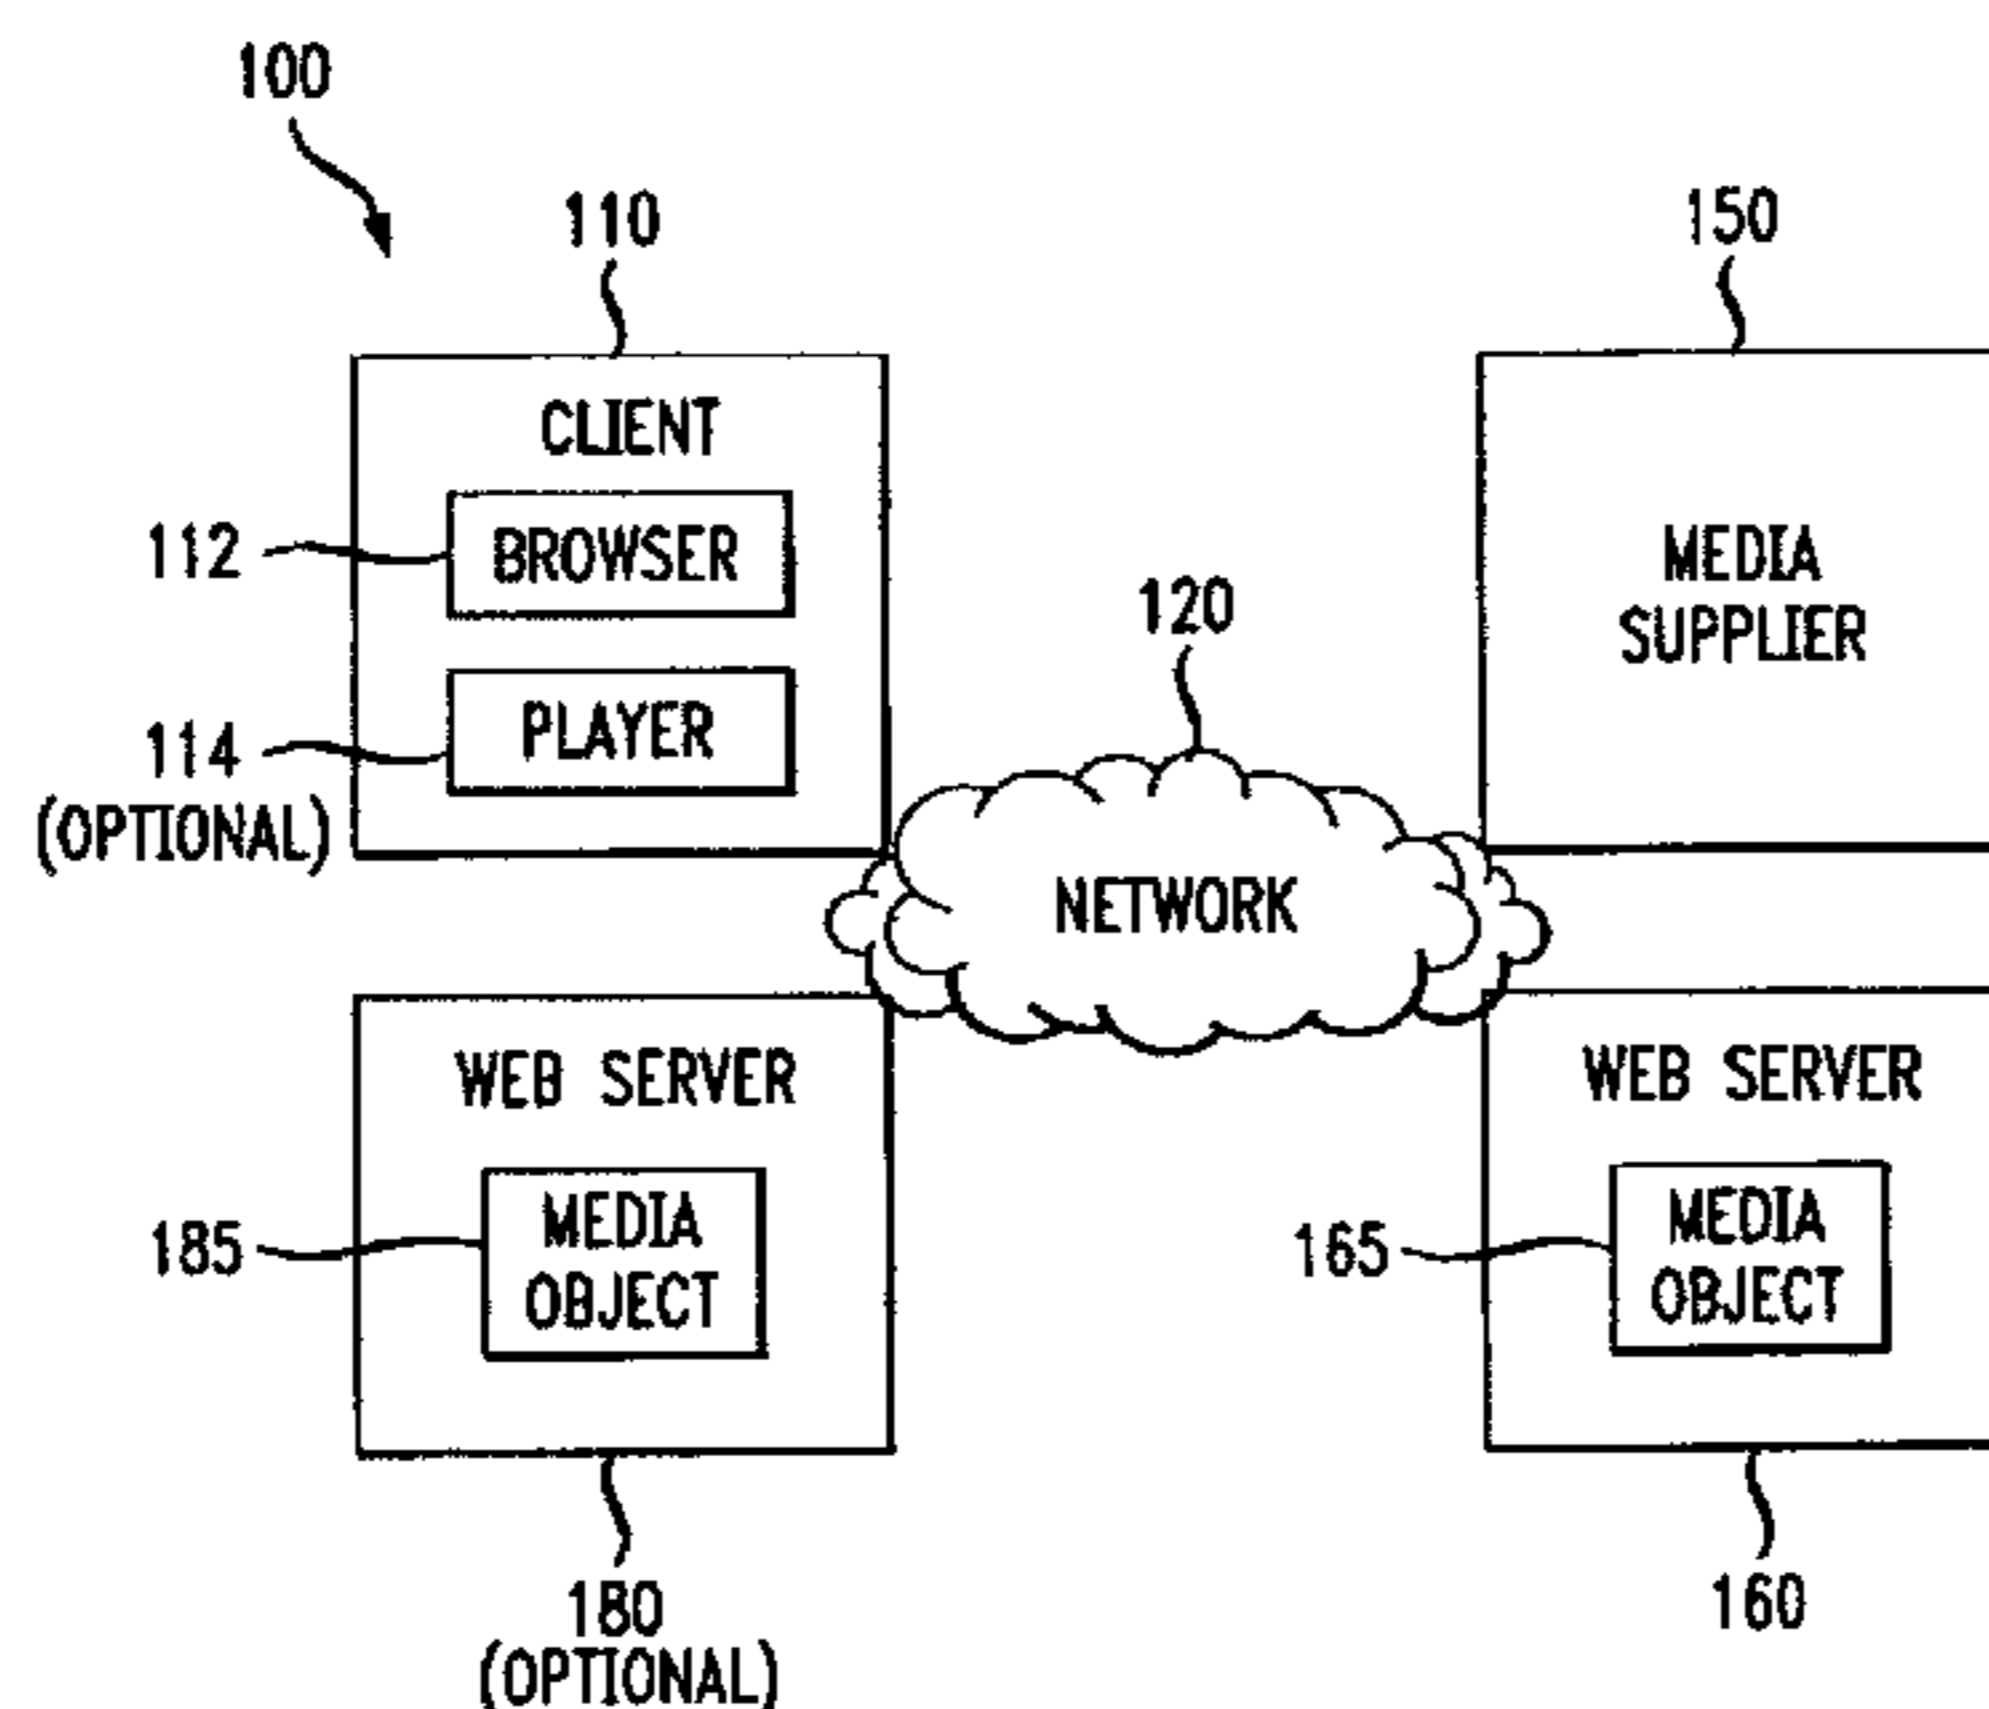 100
110
150
CLIENT
112
BROWSER
MEDIA
SUPPLIER
120
114
(OPTIONAL)
PLAYER
NETWORK
WEB SERVER
WEB SERVER
185
MEDIA
OBJECT
165
MEDIA
OBJECT
180
(OPTIONAL)
160